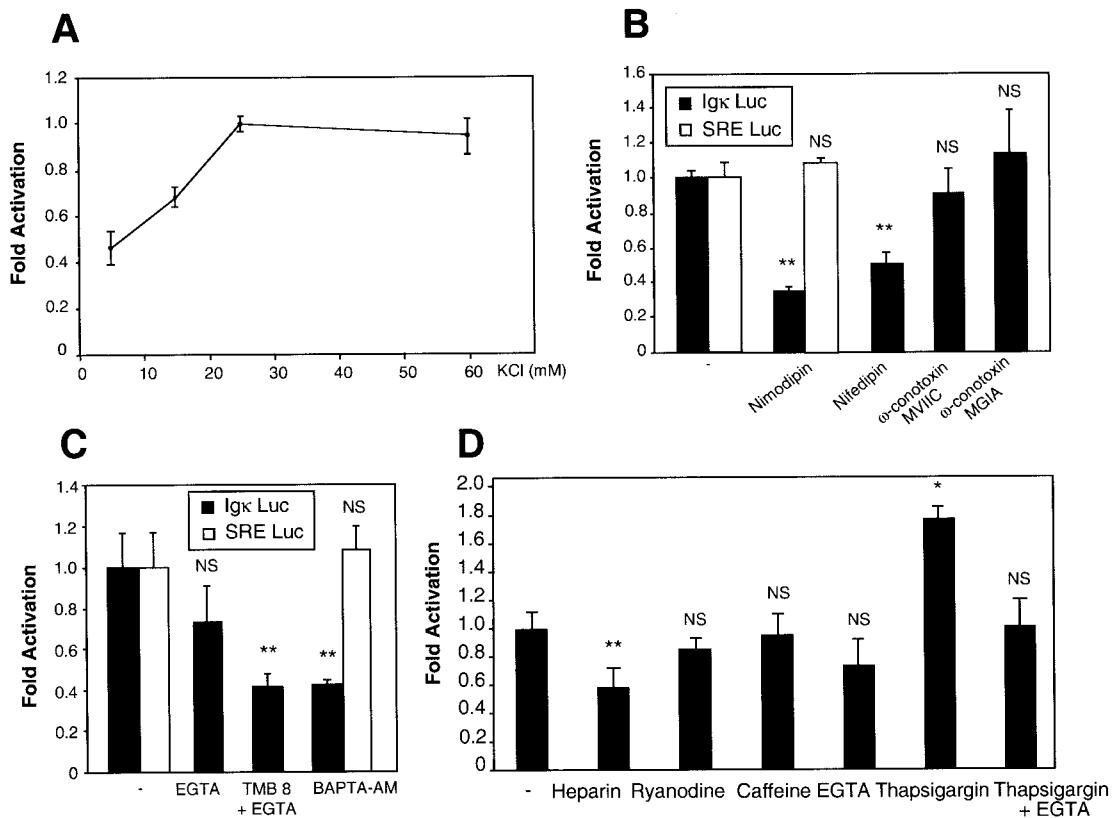 A
Fold Activation
1.2
1.0
0.8
0.6
0.4
0.2
0
0 10 20 30 40 50 60 KCl (mM)
B
Fold Activation
1.6
1.4
1.2
1.0
0.8
0.6
0.4
0.2
0
Igκ Luc
SRE Luc
NS
**
**
NS
NS
-
Nimodipin
Nifedipin
ω-conotoxin
MVIIC
ω-conotoxin
MGIA
C
Fold Activation
1.4
1.2
1.0
0.8
0.6
0.4
0.2
0
Igκ Luc
SRE Luc
NS
**
**
NS
- EGTA TMB 8 BAPTA-AM
+ EGTA
D
Fold Activation
2.0
1.8
1.6
1.4
1.2
1.0
0.8
0.6
0.4
0.2
0
**
NS
NS
NS
*
NS
- Heparin Ryanodine Caffeine EGTA Thapsigargin Thapsigargin
+ EGTA